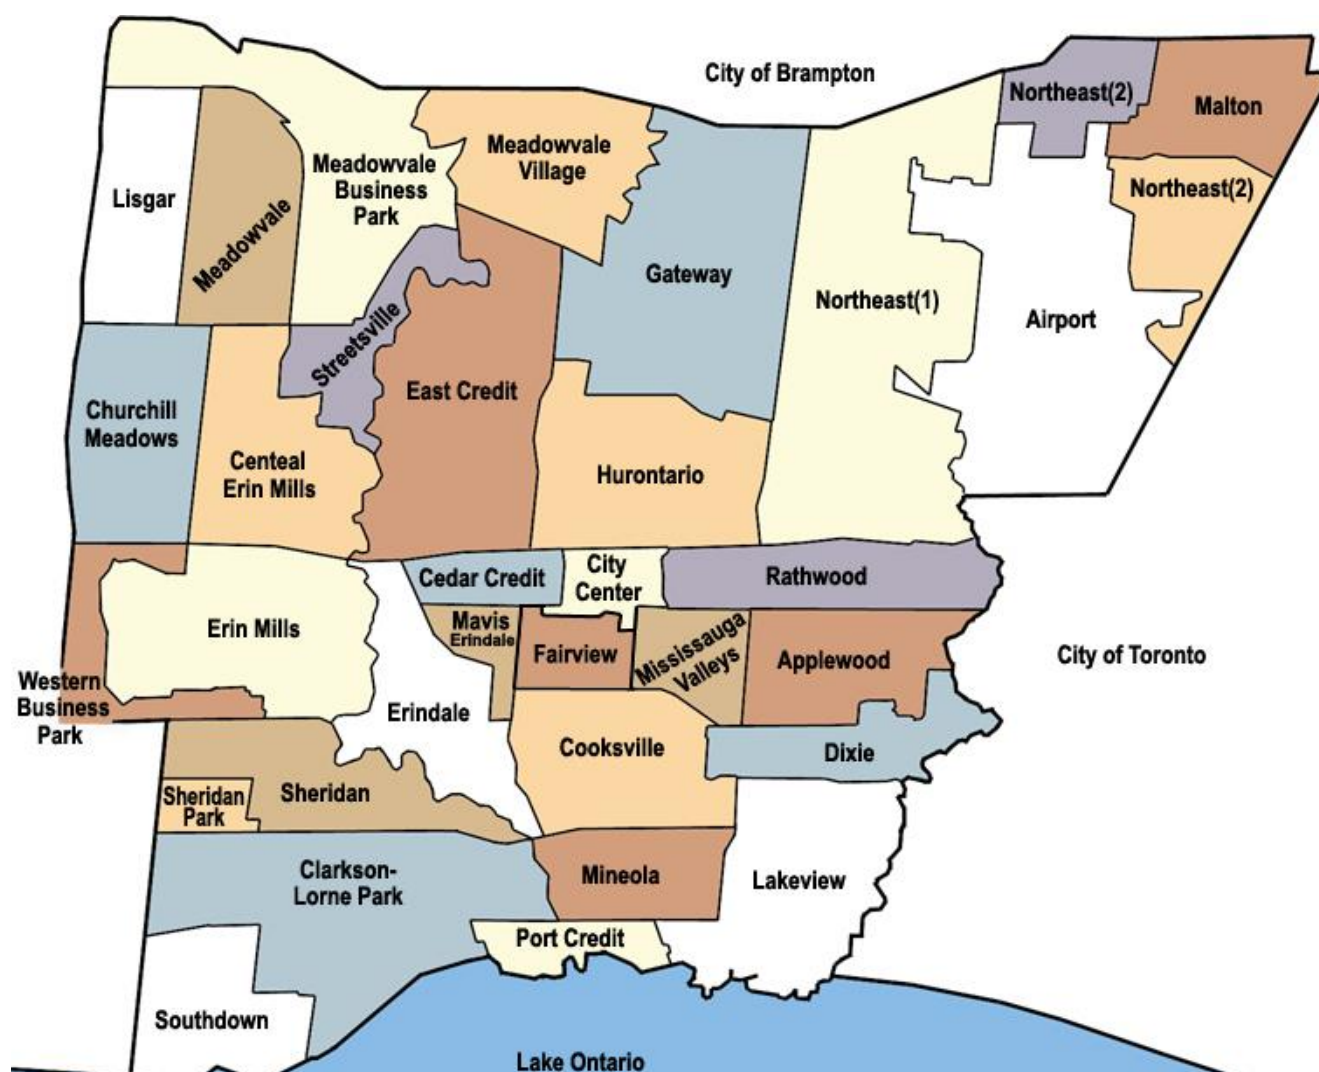 City of Brampton
Northeast(2)
Malton
Meadowvale
Village
Meadowvale
Business
Park
Lisgar
Meadowvale
Northeast(2)
Gateway
Northeast(1)
Airport
Streetsville
East Credit
Churchill
Meadows
Centeal
Erin Mills
Hurontario
Cedar Credit
City
Center
Rathwood
Erin Mills
Mavis
Erindale
Fairview
Mississauga
Valleys
Applewood
City of Toronto
Western
Business
Park
Erindale
Cooksville
Dixie
Sheridan
Park
Sheridan
Clarkson-
Lorne Park
Mineola
Lakeview
Port Credit
Southdown
Lake Ontario